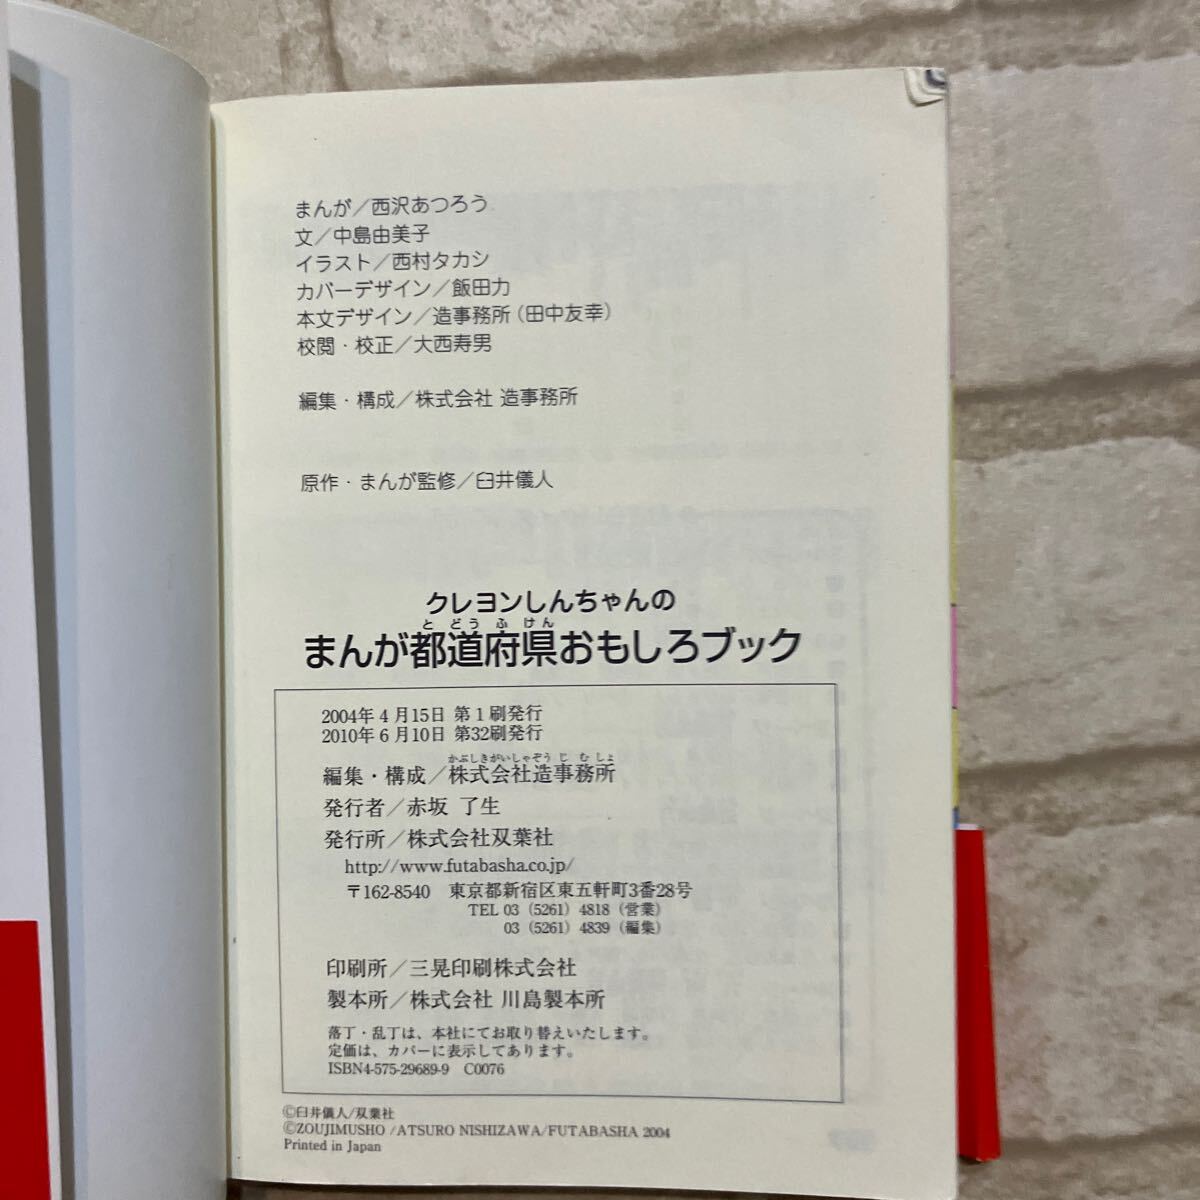 まんが／西沢あつろう
文／中島由美子
イラスト／西村タカシ
カバーデザイン／飯田力
本文デザイン／造事務所（田中友幸）
校閲・校正／大西寿男
編集・構成／株式会社 造事務所
原作・まんが監修／臼井儀人
クレヨンしんちゃんの
と どう ふ けん
まんが都道府県おもしろブック
2004年4月15日 第1刷発行
2010年6月10日 第32刷発行
かぶしきがいしゃぞうじむしょ
編集・構成／株式会社造事務所
発行者／赤坂 了生
発行所／株式会社双葉社
http://www.futabasha.co.jp/
〒162-8540 東京都新宿区東五軒町3番28号
TEL 03（5261）4818（営業）
03（5261）4839（編集）
印刷所／三晃印刷株式会社
製本所／株式会社 川島製本所
落丁・乱丁は、本社にてお取り替えいたします。
定価は、カバーに表示してあります。
ISBN4-575-29689-9 C0076
©臼井儀人/双葉社
©ZOUJIMUSHO /ATSURO NISHIZAWA/FUTABASHA 2004
Printed in Japan